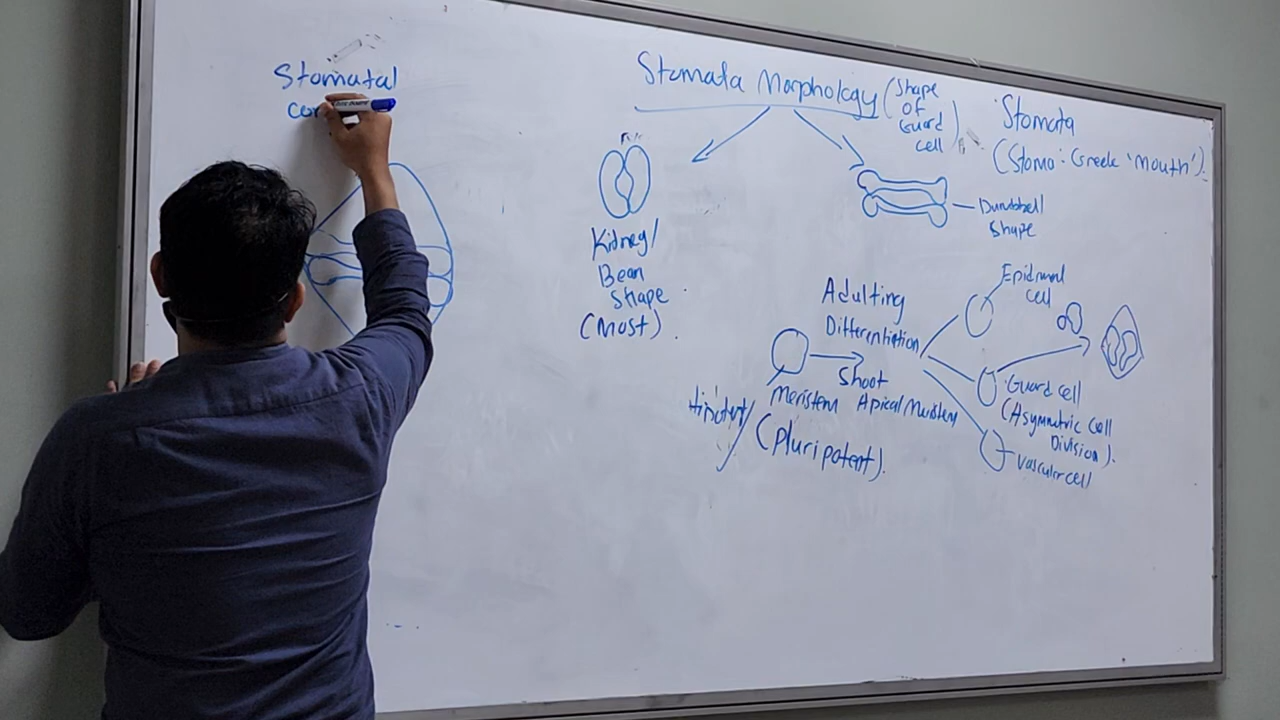 Stomatal
Stomata Morphology (Shape
of
Guard
cell)
Stomata
(Stoma: Greek 'mouth').
Kidney/
Bean
Shape
(Most).
Dumbbell
Shape
Adulting
Differentiation
Shoot
Meristem Apical Meristem
(pluripotent).
Epidermal
cell
Guard cell
(Asymmetric cell
Division).
vascular cell